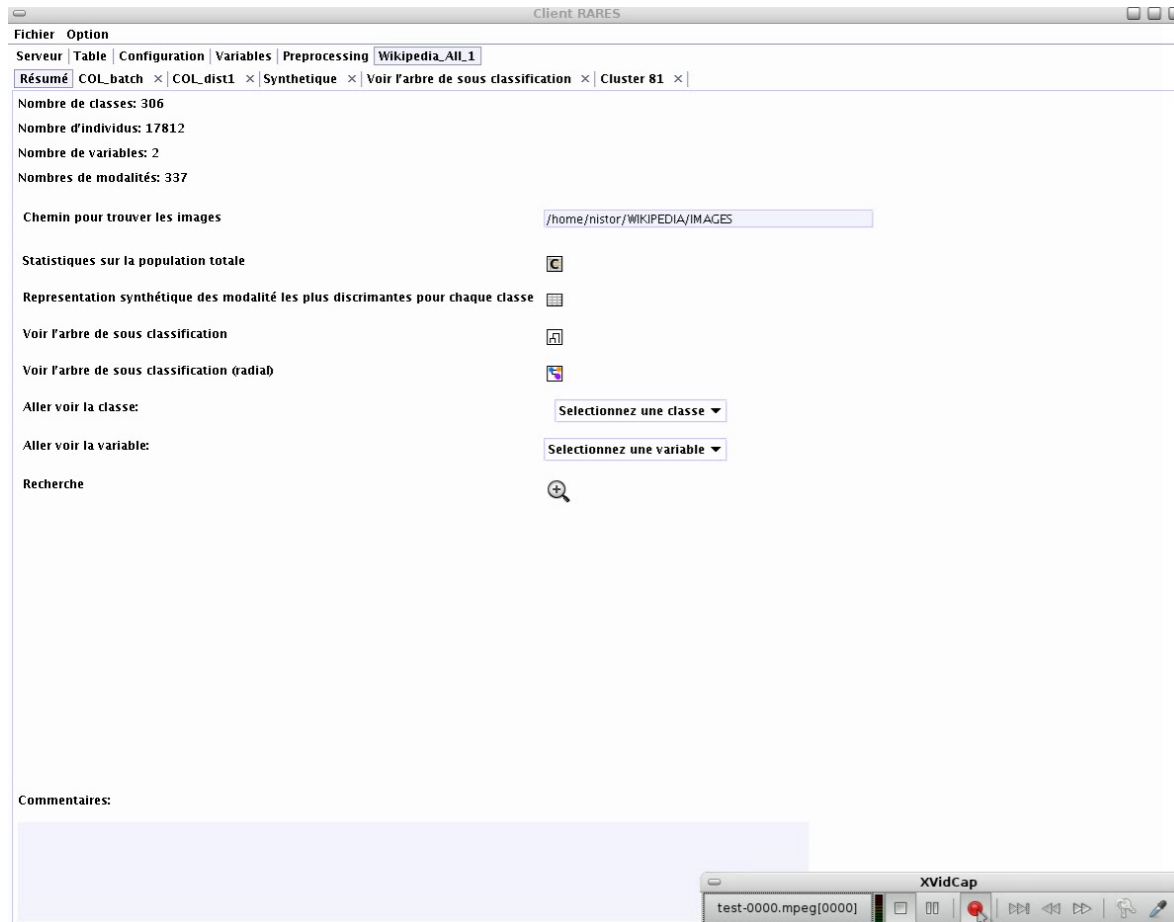 Client RARES
Fichier Option
Serveur Table Configuration Variables Preprocessing Wikipedia_All_1
Résumé COL_batch × COL_dist1 × Synthetique × Voir l'arbre de sous classification × Cluster 81 ×
Nombre de classes: 306
Nombre d'individus: 17812
Nombre de variables: 2
Nombres de modalités: 337
Chemin pour trouver les images /home/nistor/WIKIPEDIA/IMAGES
Statistiques sur la population totale C
Representation synthétique des modalité les plus discrimantes pour chaque classe
Voir l'arbre de sous classification
Voir l'arbre de sous classification (radial)
Aller voir la classe: Selectionnez une classe
Aller voir la variable: Selectionnez une variable
Recherche
Commentaires:
XVidCap
test-0000.mpeg[0000]